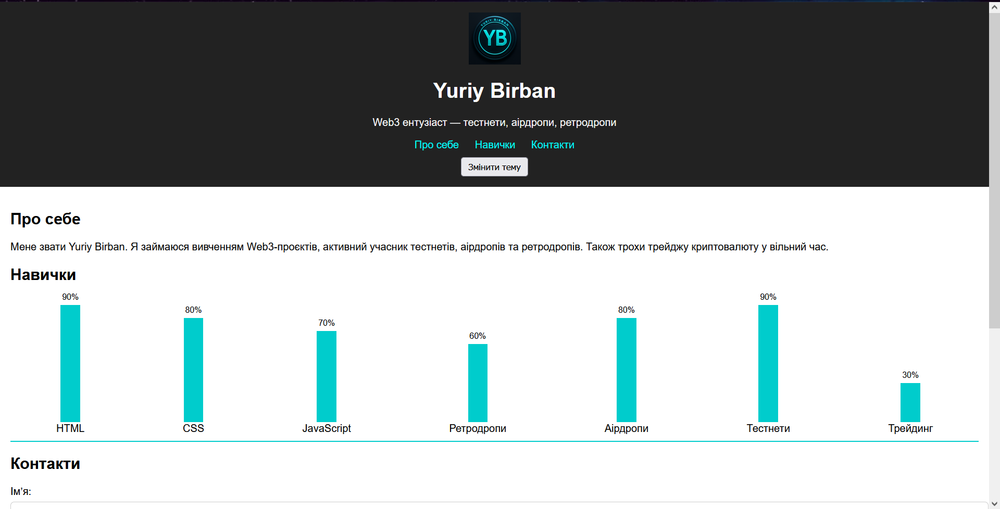 YURIY BIRBAN
YB
Yuriy Birban
Web3 ентузіаст — тестнети, аірдропи, ретродропи
Про себе Навички Контакти
Змінити тему
Про себе
Мене звати Yuriy Birban. Я займаюся вивченням Web3-проєктів, активний учасник тестнетів, аірдропів та ретродропів. Також трохи трейджу криптовалюту у вільний час.
Навички
90% 80% 70% 60% 80% 90% 30%
HTML CSS JavaScript Ретродропи Аірдропи Тестнети Трейдинг
Контакти
Ім’я: